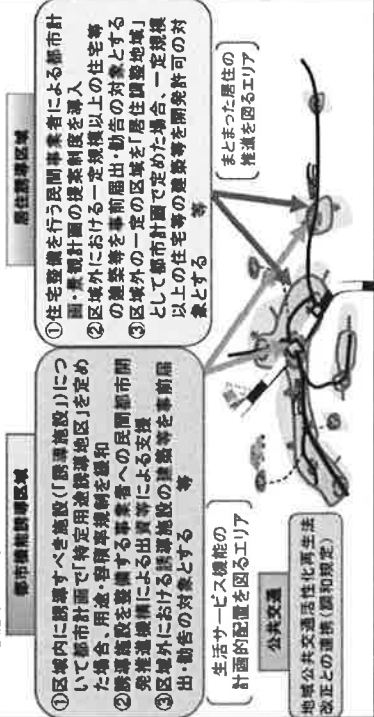 都市機能誘導区域
①区域内に誘導すべき施設(「誘導施設」)につ
いて都市計画で「特定用途誘導地区」を定め
た場合、用途・容積率規制を緩和
②誘導施設を整備する事業者への民間都市開
発推進機構による出資等による支援
③区域外における誘導施設の建築等を事前届
出・勧告の対象とする 等
生活サービス機能の
計画的配置を図るエリア
公共交通
地域公共交通活性化再生法
改正との連携(調和規定)
居住誘導区域
①住宅整備を行う民間事業者による都市計
画・景観計画の提案制度を導入
②区域外における一定規模以上の住宅等
の建築等を事前届出・勧告の対象とする
③区域外の一定の区域を「居住調整地域」
として都市計画で定めた場合、一定規模
以上の住宅等の建築等を開発許可の対
象とする 等
まとまった居住の
推進を図るエリア